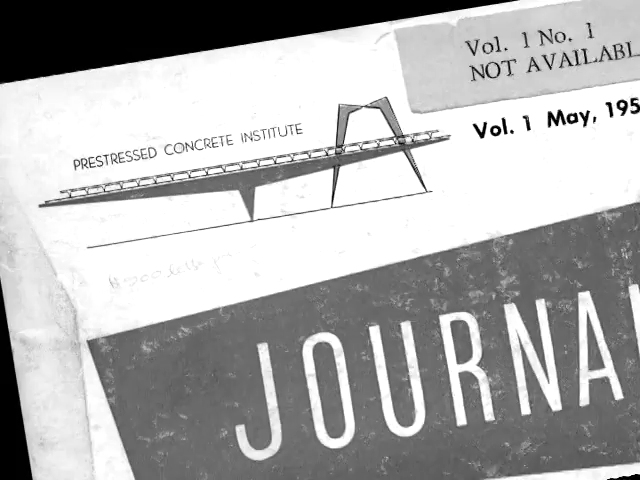 Vol. 1 No. 1
NOT AVAILABL
Vol. 1 May, 195
PRESTRESSED CONCRETE INSTITUTE
JOURNA